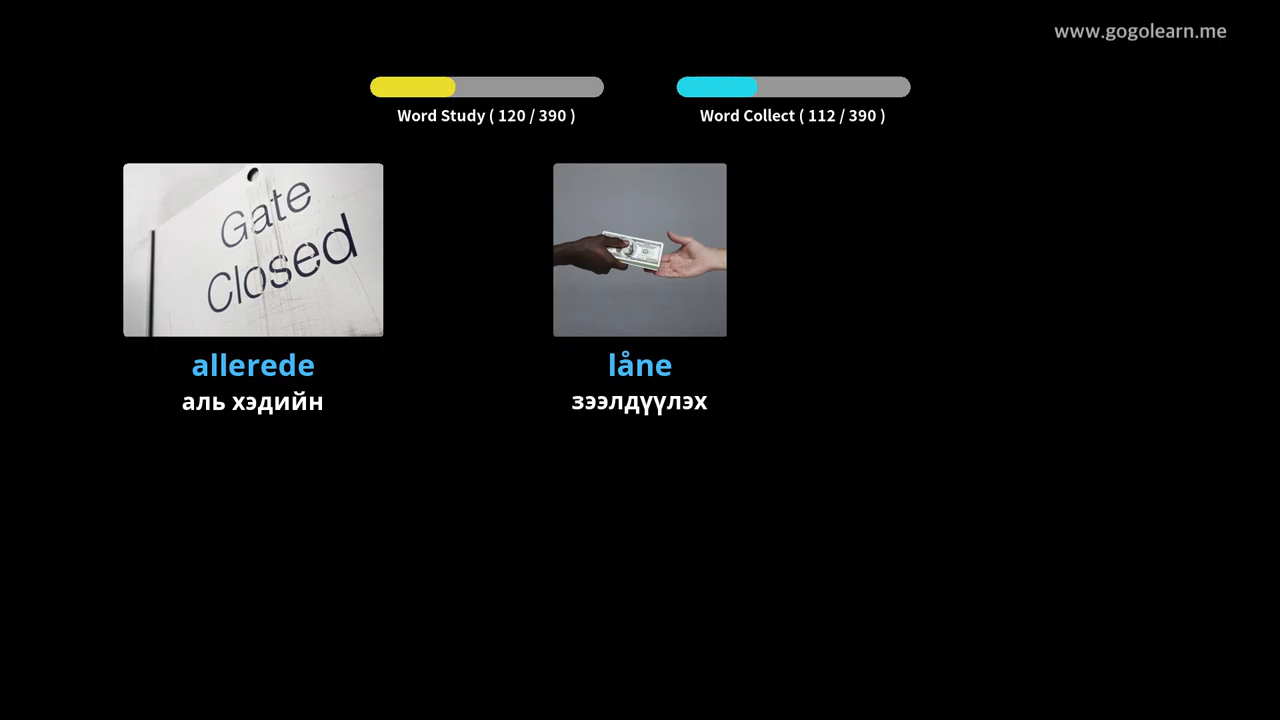 www.gogolearn.me
Word Study ( 120 / 390 )
Word Collect ( 112 / 390 )
Gate
Closed
allerede
аль хэдийн
låne
зээлдүүлэх